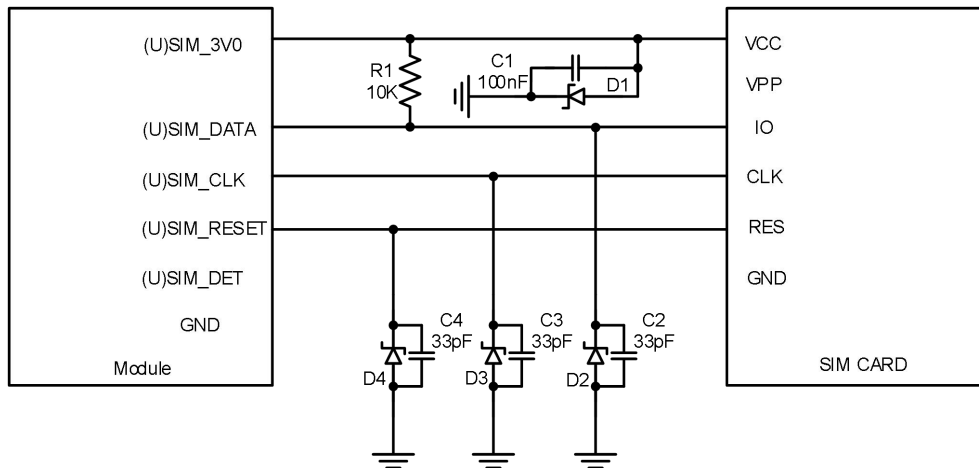 (U)SIM_3V0
(U)SIM_DATA
(U)SIM_CLK
(U)SIM_RESET
(U)SIM_DET
GND
Module
R1
10K
C1
100nF
D1
C4
33pF
D4
C3
33pF
D3
C2
33pF
D2
VCC
VPP
IO
CLK
RES
GND
SIM CARD